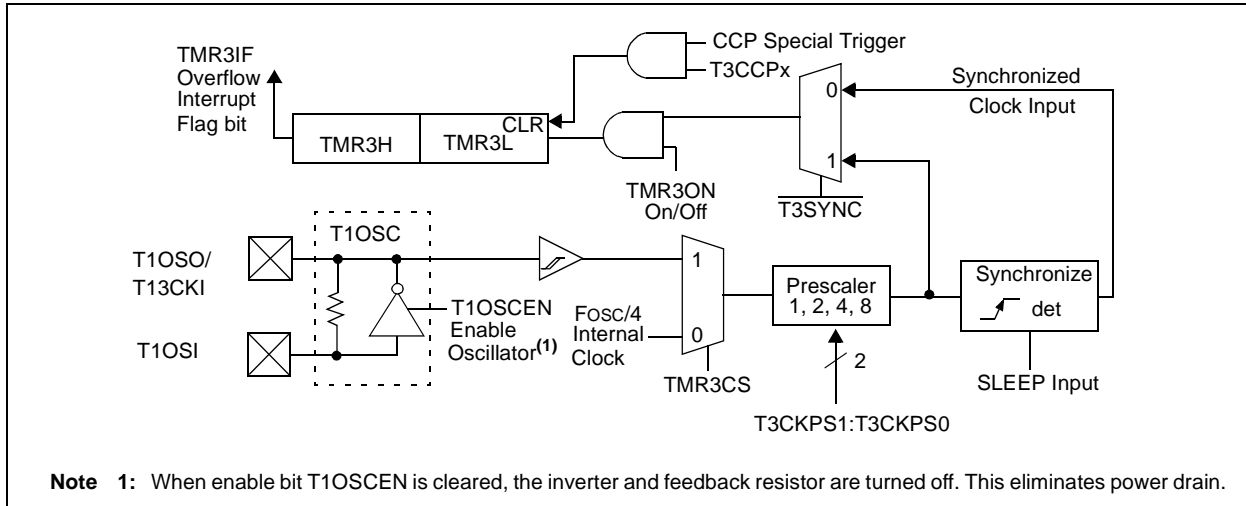 CCP Special Trigger
T3CCPx
TMR3IF
Overflow
Interrupt
Flag bit
TMR3H
TMR3L
CLR
TMR3ON
On/Off
0
1
T3SYNC
Synchronized
Clock Input
T1OSO/
T13CKI
T1OSI
T1OSC
T1OSCEN
Enable
Oscillator(1)
FOSC/4
Internal
Clock
1
0
TMR3CS
Prescaler
1, 2, 4, 8
2
T3CKPS1:T3CKPS0
Synchronize
det
SLEEP Input
Note 1: When enable bit T1OSCEN is cleared, the inverter and feedback resistor are turned off. This eliminates power drain.